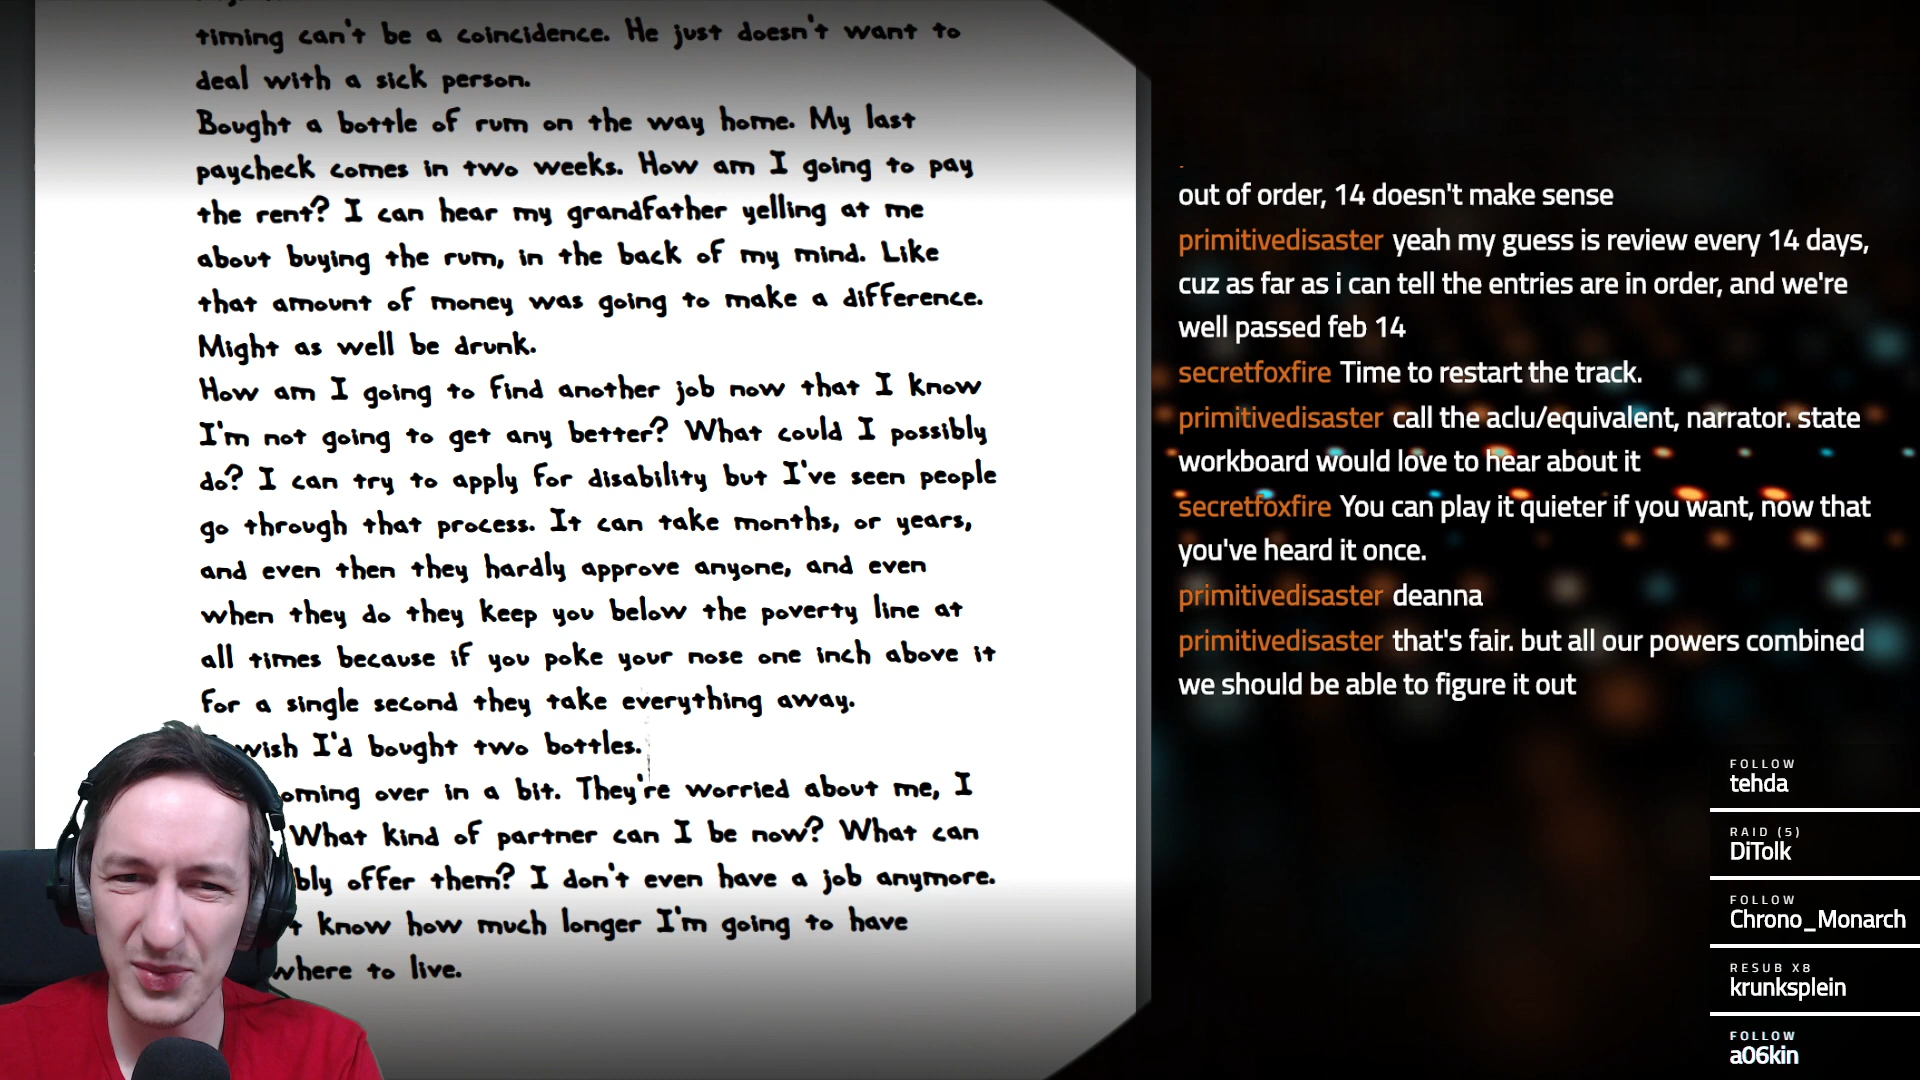 timing can't be a coincidence. He just doesn't want to
deal with a sick person.
Bought a bottle of rum on the way home. My last
paycheck comes in two weeks. How am I going to pay
the rent? I can hear my grandfather yelling at me
about buying the rum, in the back of my mind. Like
that amount of money was going to make a difference.
Might as well be drunk.
How am I going to find another job now that I know
I'm not going to get any better? What could I possibly
do? I can try to apply for disability but I've seen people
go through that process. It can take months, or years,
and even then they hardly approve anyone, and even
when they do they keep you below the poverty line at
all times because if you poke your nose one inch above it
for a single second they take everything away.
wish I'd bought two bottles.
oming over in a bit. They're worried about me, I
What kind of partner can I be now? What can
bly offer them? I don't even have a job anymore.
t know how much longer I'm going to have
where to live.
out of order, 14 doesn't make sense
primitivedisaster yeah my guess is review every 14 days,
cuz as far as i can tell the entries are in order, and we're
well passed feb 14
secretfoxfire Time to restart the track.
primitivedisaster call the aclu/equivalent, narrator. state
workboard would love to hear about it
secretfoxfire You can play it quieter if you want, now that
you've heard it once.
primitivedisaster deanna
primitivedisaster that's fair. but all our powers combined
we should be able to figure it out
FOLLOW
tehda
RAID (5)
DiTolk
FOLLOW
Chrono_Monarch
RESUB X8
krunksplein
FOLLOW
a06kin